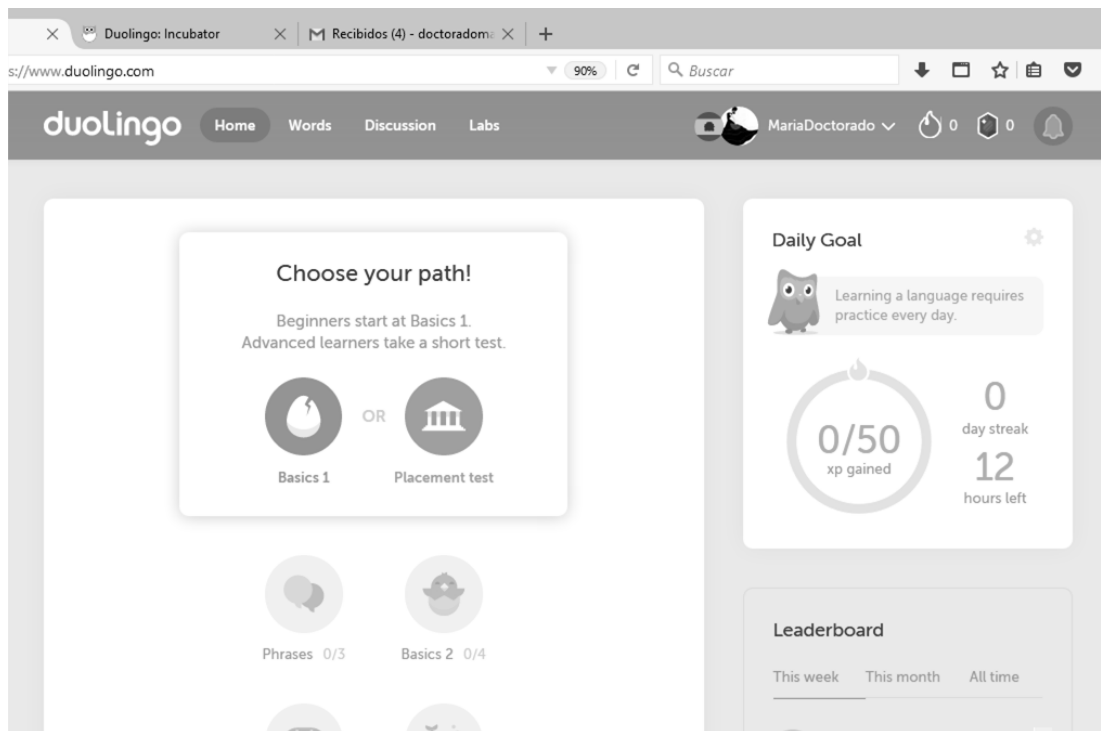 Duolingo: Incubator
Recibidos (4) - doctoradoma
s://www.duolingo.com
90%
Buscar
duolingo
Home
Words
Discussion
Labs
MariaDoctorado
0
0
Choose your path!
Beginners start at Basics 1.
Advanced learners take a short test.
OR
Basics 1
Placement test
Phrases 0/3
Basics 2 0/4
Daily Goal
Learning a language requires
practice every day.
0/50
xp gained
0
day streak
12
hours left
Leaderboard
This week
This month
All time